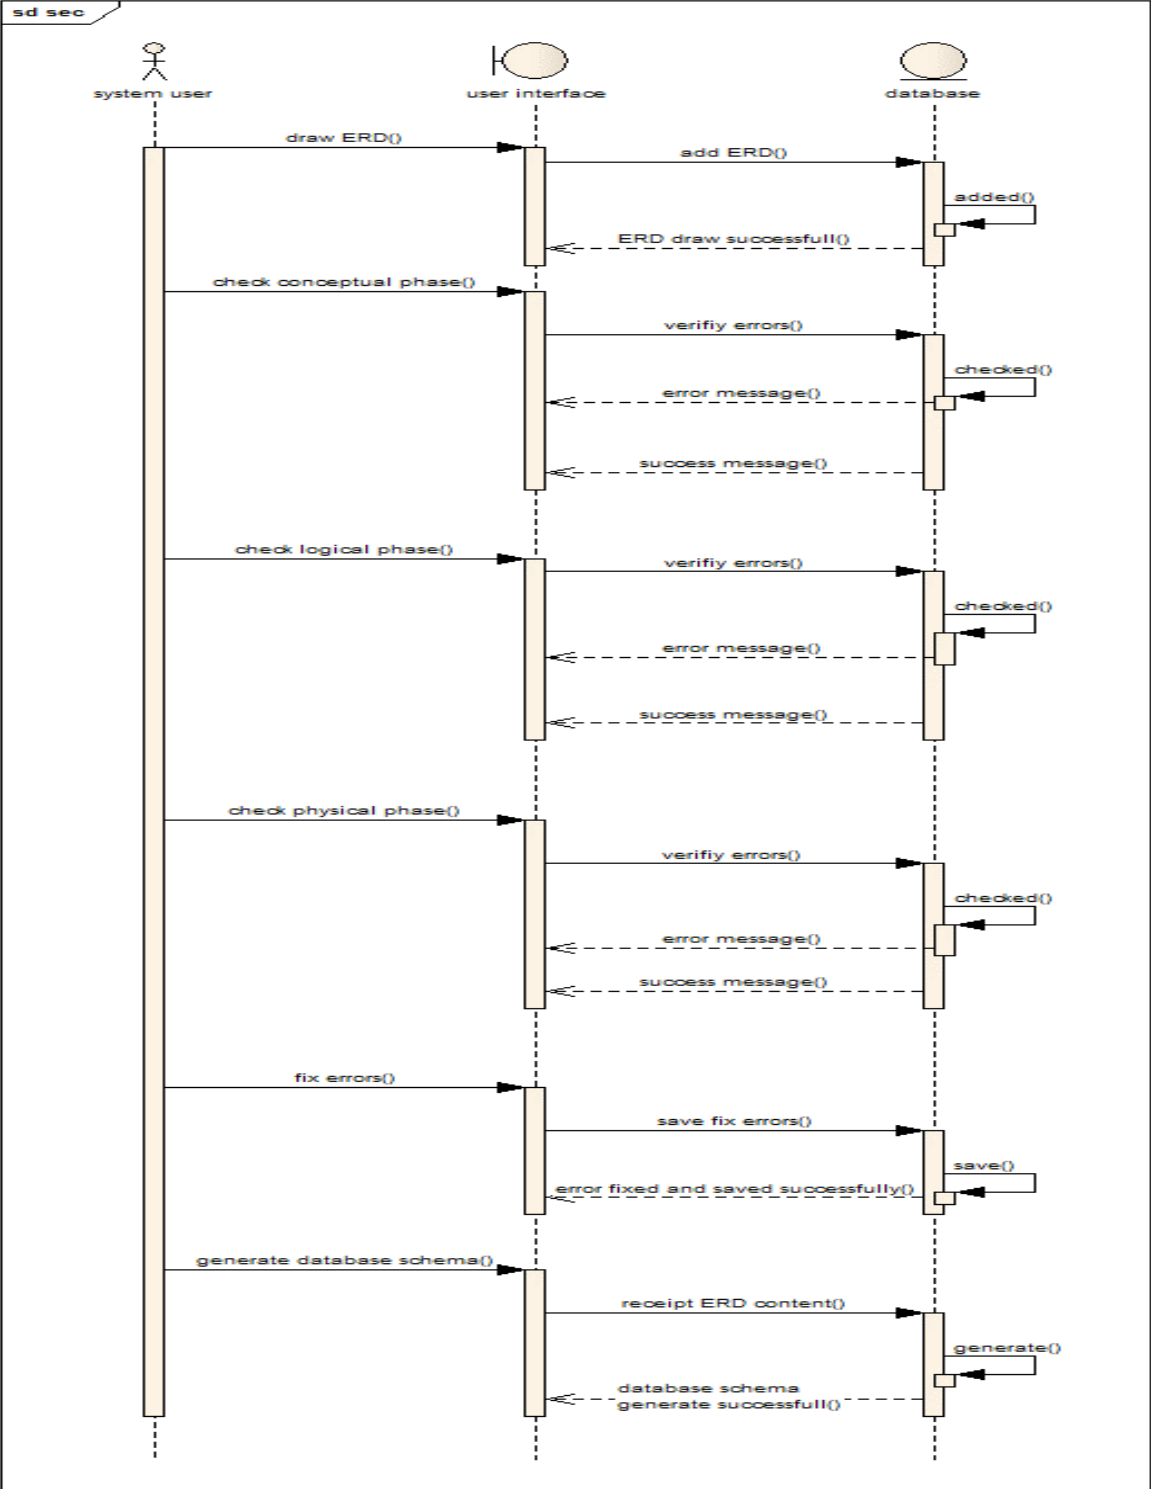 sd sec
system user
user interface
database
draw ERD()
add ERD()
added()
ERD draw successfull()
check conceptual phase()
verifiy errors()
checked()
error message()
success message()
check logical phase()
verifiy errors()
checked()
error message()
success message()
check physical phase()
verifiy errors()
checked()
error message()
success message()
fix errors()
save fix errors()
save()
error fixed and saved successfully()
generate database schema()
receipt ERD content()
generate()
database schema
generate successfull()